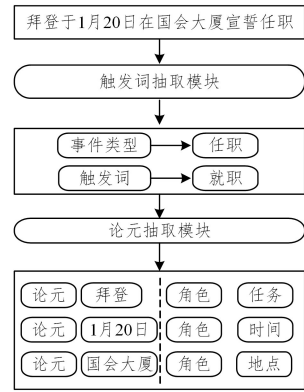 拜登于1月20日在国会大厦宣誓任职
触发词抽取模块
事件类型 任职
触发词 就职
论元抽取模块
论元 拜登 角色 任务
论元 1月20日 角色 时间
论元 国会大厦 角色 地点